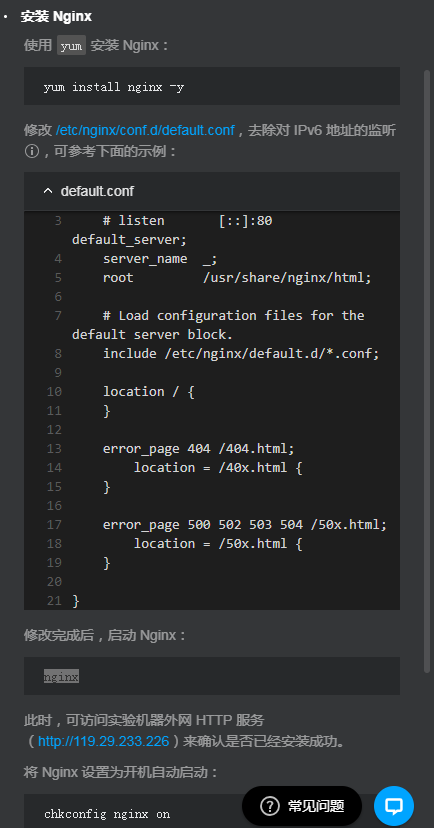 安装 Nginx
使用 yum 安装 Nginx：
yum install nginx -y
修改 /etc/nginx/conf.d/default.conf，去除对 IPv6 地址的监听
，可参考下面的示例：
default.conf
3 # listen [::]:80
default_server;
4 server_name _;
5 root /usr/share/nginx/html;
6
7 # Load configuration files for the
default server block.
8 include /etc/nginx/default.d/*.conf;
9
10 location / {
11 }
12
13 error_page 404 /404.html;
14 location = /40x.html {
15 }
16
17 error_page 500 502 503 504 /50x.html;
18 location = /50x.html {
19 }
20
21 }
修改完成后，启动 Nginx：
nginx
此时，可访问实验机器外网 HTTP 服务
（http://119.29.233.226）来确认是否已经安装成功。
将 Nginx 设置为开机自动启动：
chkconfig nginx on
常见问题